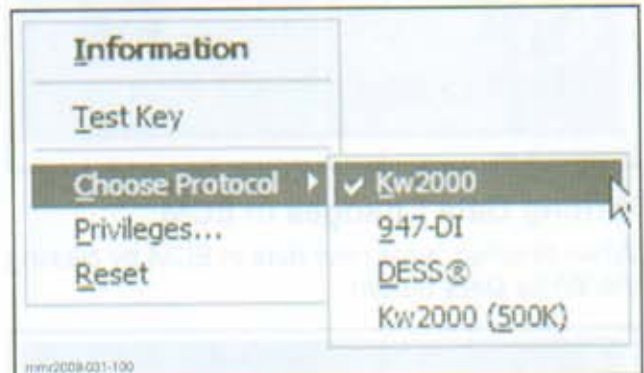 Information
Test Key
Choose Protocol
Privileges...
Reset
Kw2000
947-DI
DESS®
Kw2000 (500K)
mmr2009-031-100